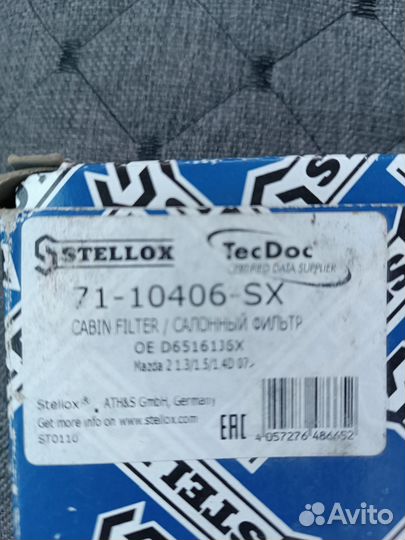 STELLOX
TecDoc
CERTIFIED DATA SUPPLIER
71-10406-SX
CABIN FILTER / САЛОННЫЙ ФИЛЬТР
OE D65161J6X
Mazda 2 1.3/1.5/1.4D 07>
Stellox®, ATH&S GmbH, Germany
Get more info on www.stellox.com
ST0110
EAC
4 057276 486652
STEL
Avito